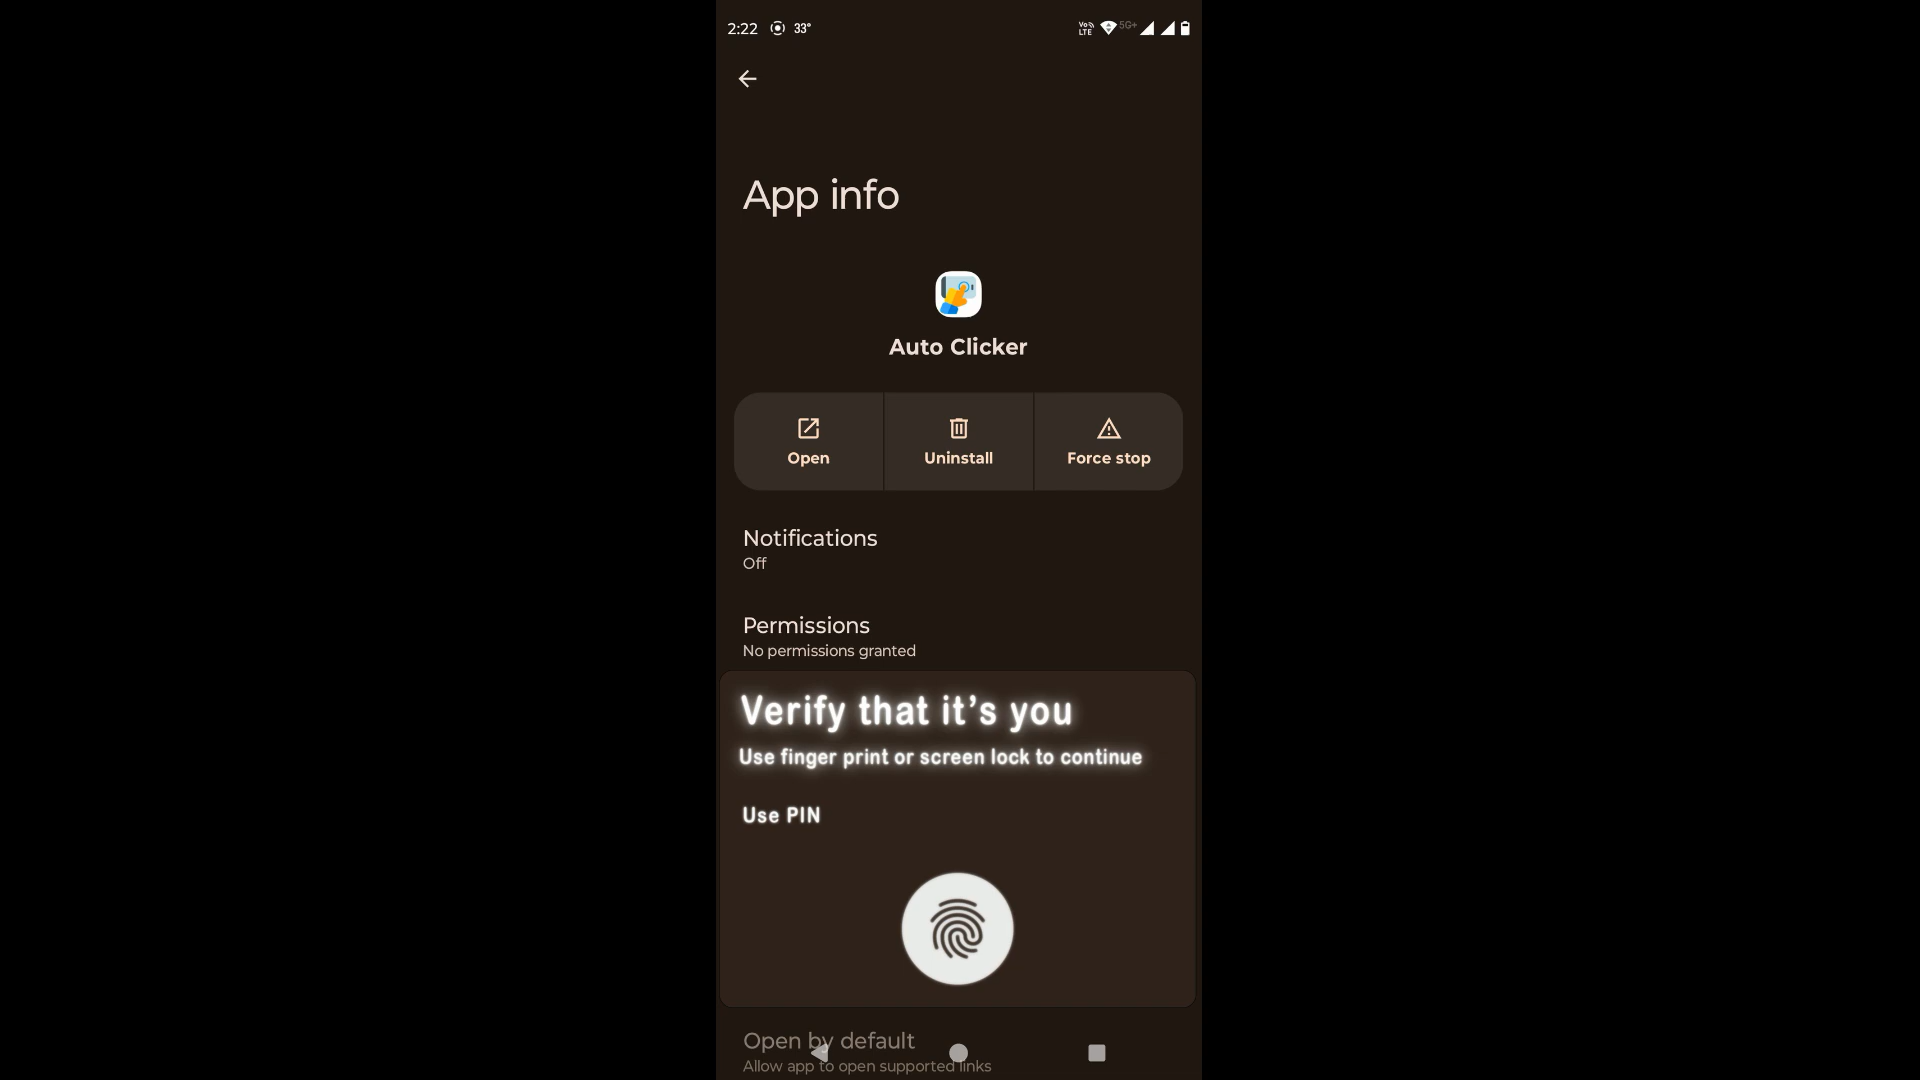 2:22 33°
Vo LTE 5G+
App info
Auto Clicker
Open Uninstall Force stop
Notifications
Off
Permissions
No permissions granted
Verify that it’s you
Use finger print or screen lock to continue
Use PIN
Open by default
Allow app to open supported links